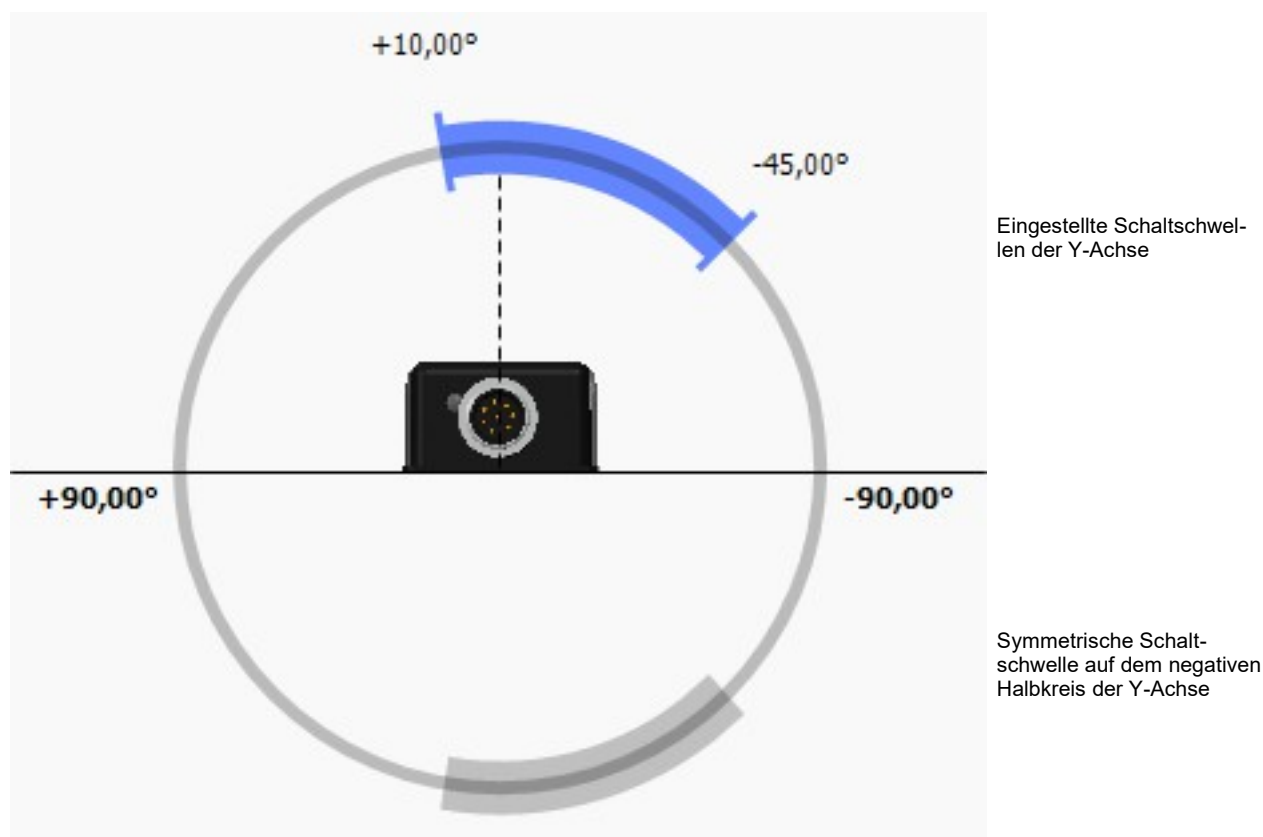 +10,00°
-45,00°
Eingestellte Schaltschwel-
len der Y-Achse
+90,00°
-90,00°
Symmetrische Schalt-
schwelle auf dem negativen
Halbkreis der Y-Achse